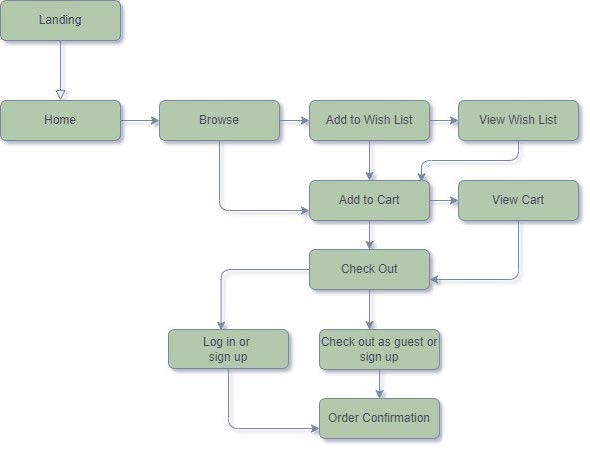 Landing
Home
Browse
Add to Wish List
View Wish List
Add to Cart
View Cart
Check Out
Log in or
sign up
Check out as guest or
sign up
Order Confirmation